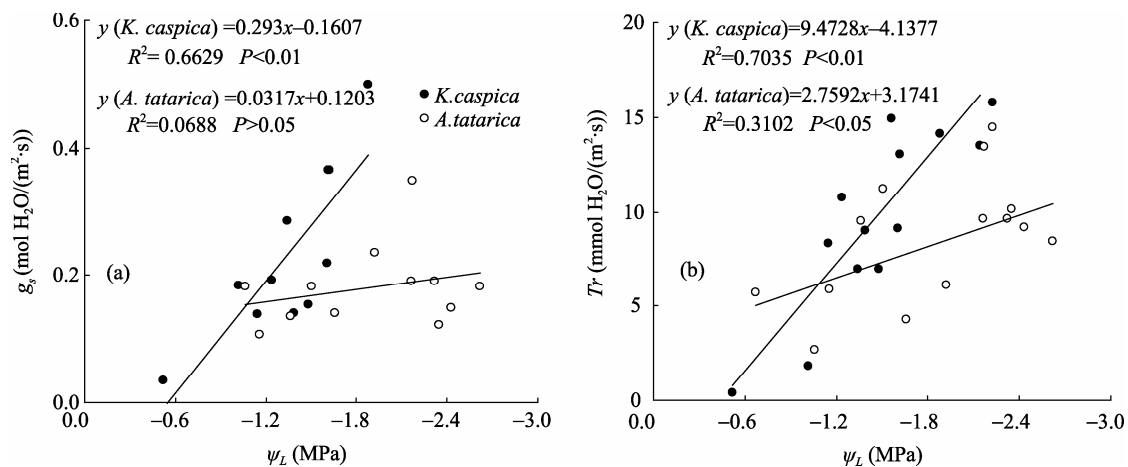 y (K. caspica) =0.293x–0.1607
R²= 0.6629 P<0.01
y (A. tatarica) =0.0317x+0.1203
R²=0.0688 P>0.05
K.caspica
A.tatarica
(a)
gₛ (mol H₂O/(m²·s))
0.6
0.4
0.2
0.0
0.0 –0.6 –1.2 –1.8 –2.4 –3.0
ψL (MPa)
y (K. caspica)=9.4728x–4.1377
R²=0.7035 P<0.01
y (A. tatarica)=2.7592x+3.1741
R²=0.3102 P<0.05
(b)
Tr (mmol H₂O/(m²·s))
20
15
10
5
0
0.0 –0.6 –1.2 –1.8 –2.4 –3.0
ψL (MPa)